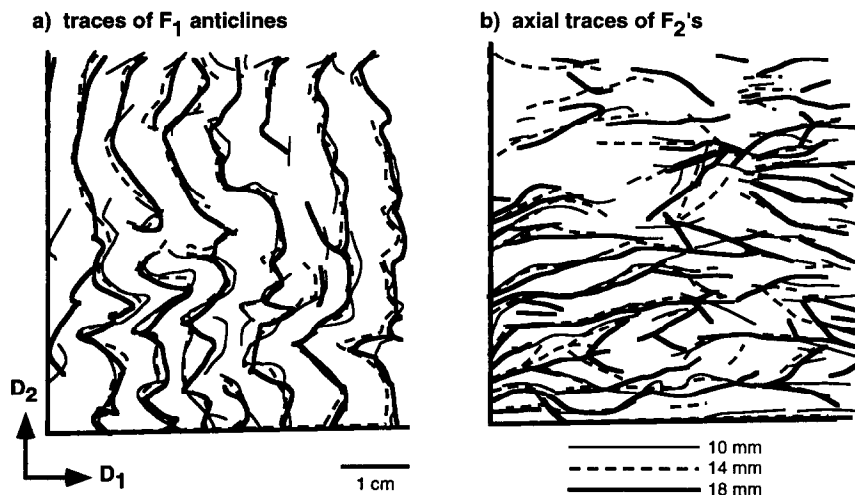 a) traces of F1 anticlines
b) axial traces of F2's
D2
D1
1 cm
10 mm
14 mm
18 mm